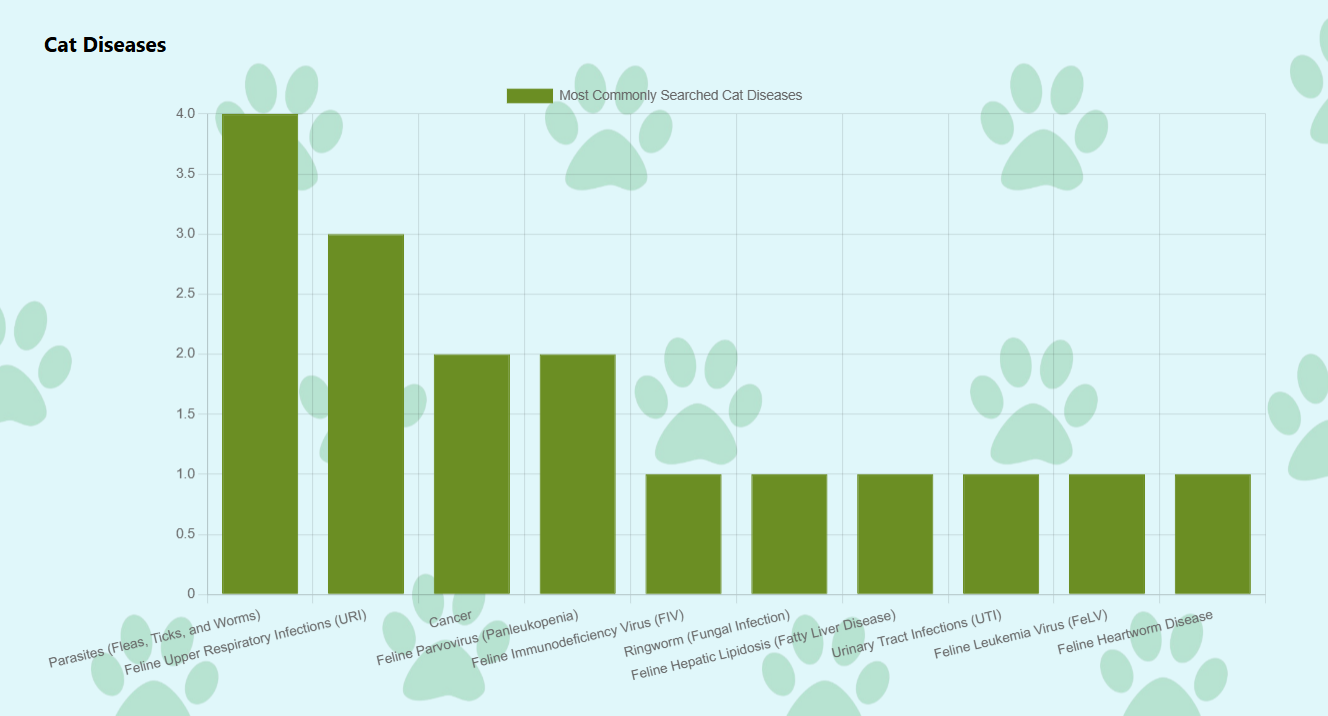 Cat Diseases
Most Commonly Searched Cat Diseases
4.0
3.5
3.0
2.5
2.0
1.5
1.0
0.5
0
Parasites (Fleas, Ticks, and Worms)
Feline Upper Respiratory Infections (URI)
Cancer
Feline Parvovirus (Panleukopenia)
Feline Immunodeficiency Virus (FIV)
Ringworm (Fungal Infection)
Feline Hepatic Lipidosis (Fatty Liver Disease)
Urinary Tract Infections (UTI)
Feline Leukemia Virus (FeLV)
Feline Heartworm Disease